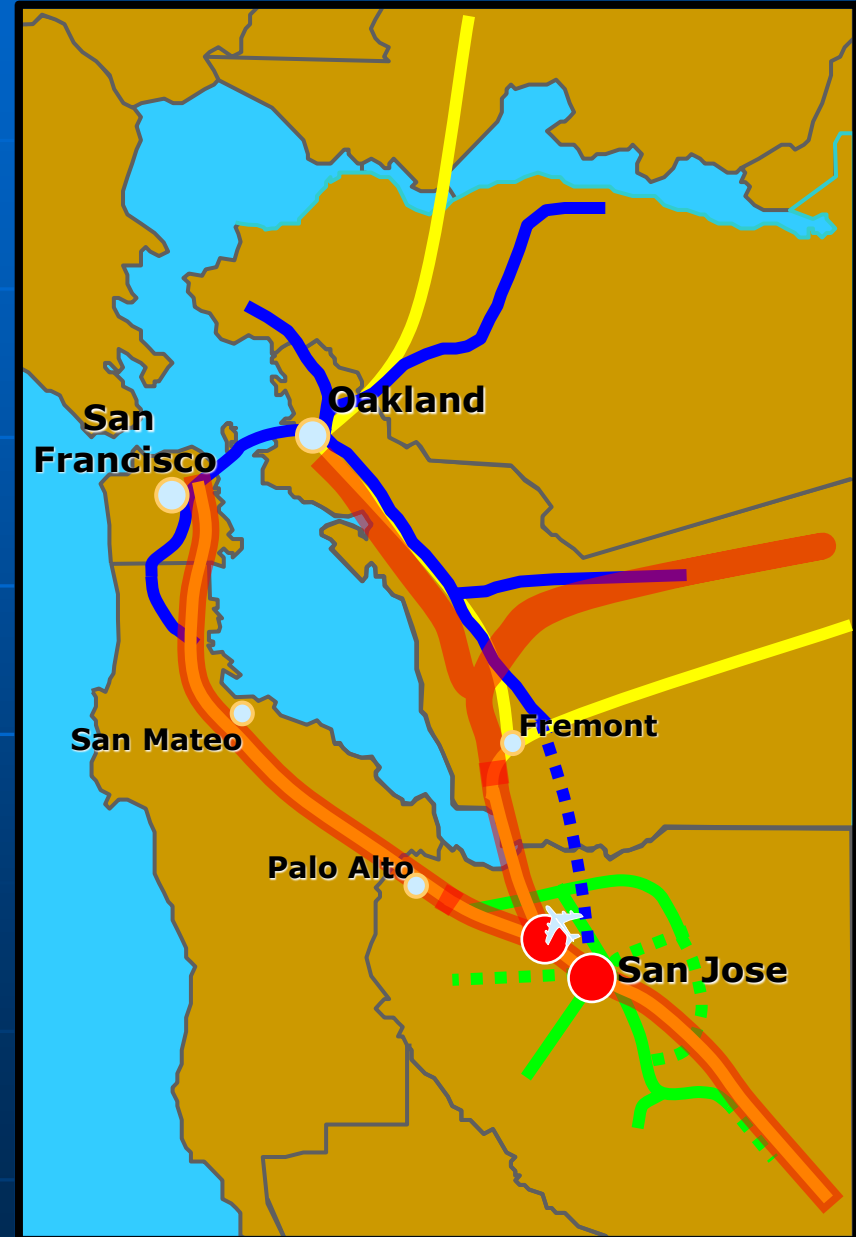 Oakland
San
Francisco
Fremont
San Mateo
Palo Alto
San Jose